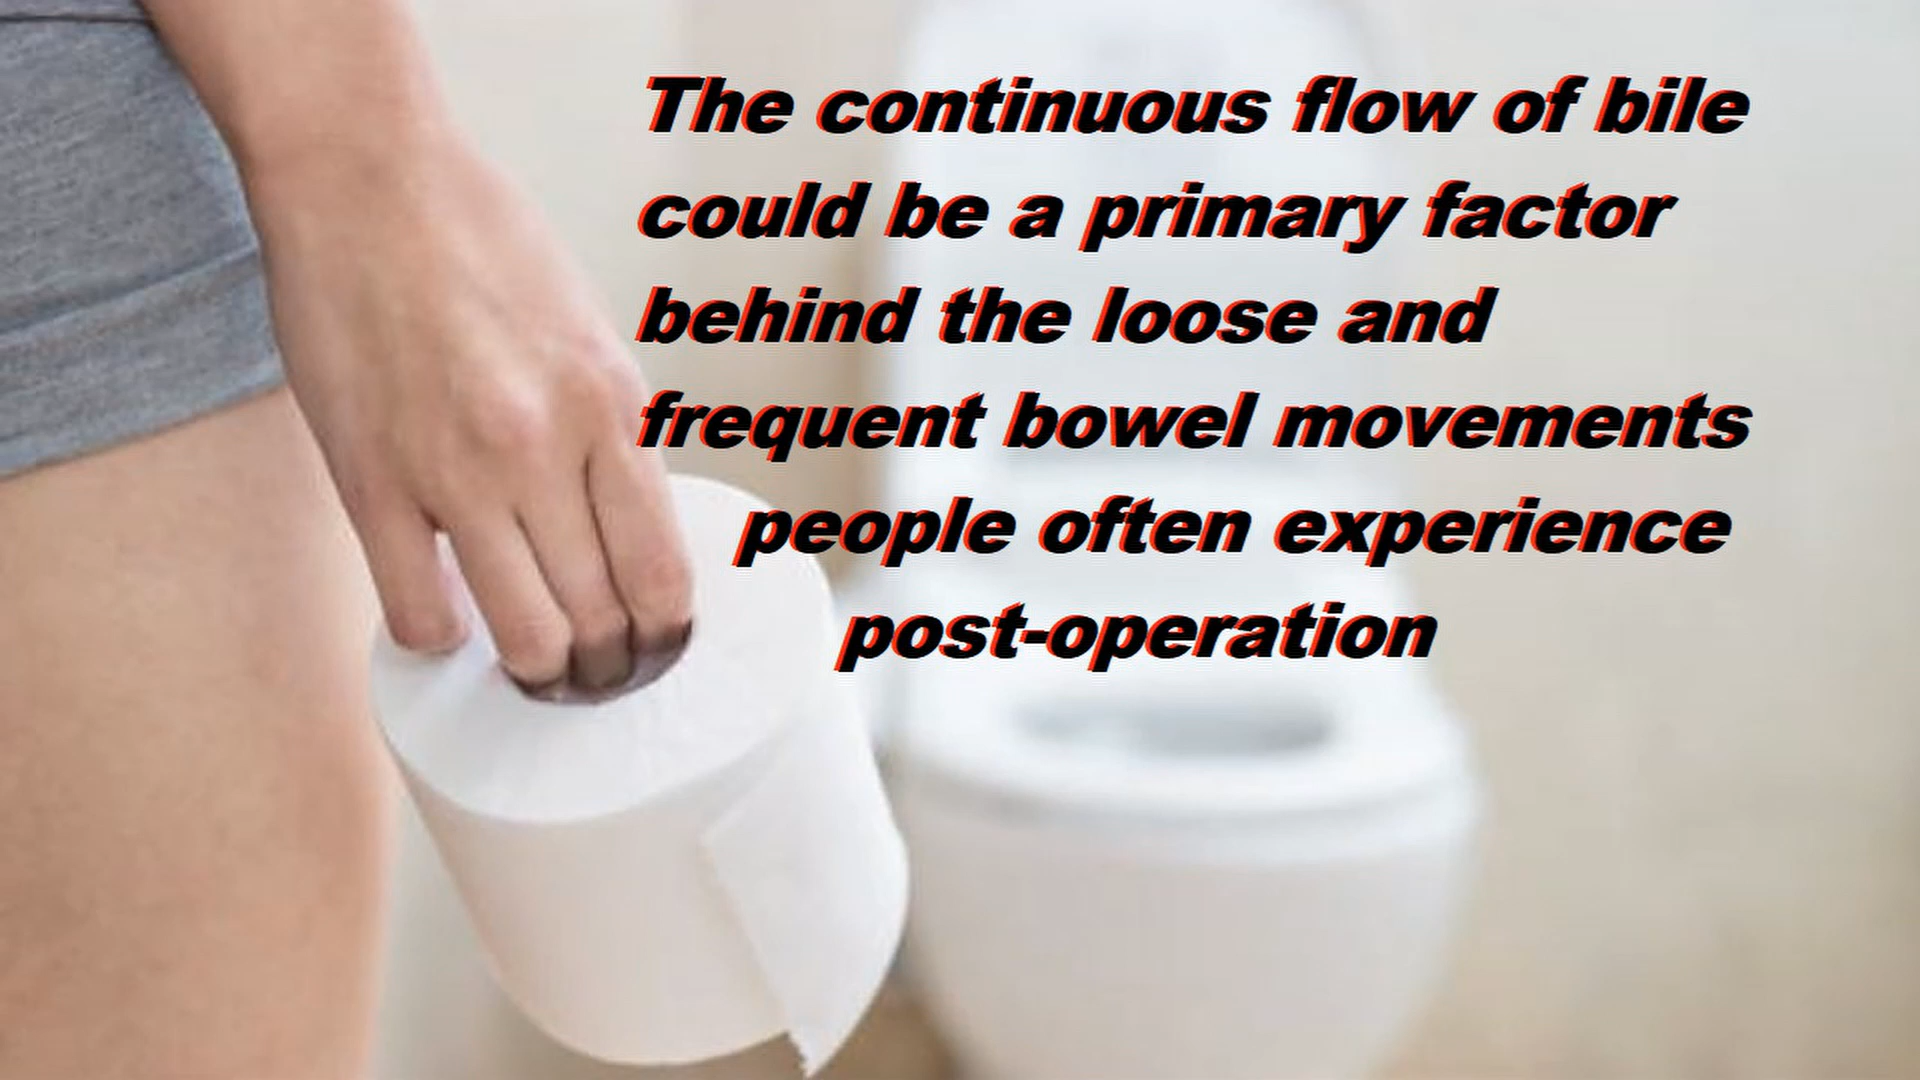 The continuous flow of bile
could be a primary factor
behind the loose and
frequent bowel movements
people often experience
post-operation